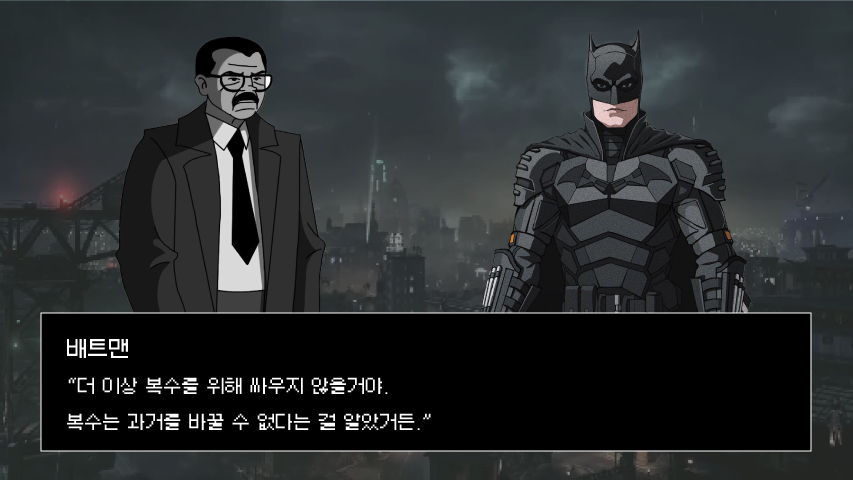 배트맨
“더 이상 복수를 위해 싸우지 않을거야.
복수는 과거를 바꿀 수 없다는 걸 알았거든.”